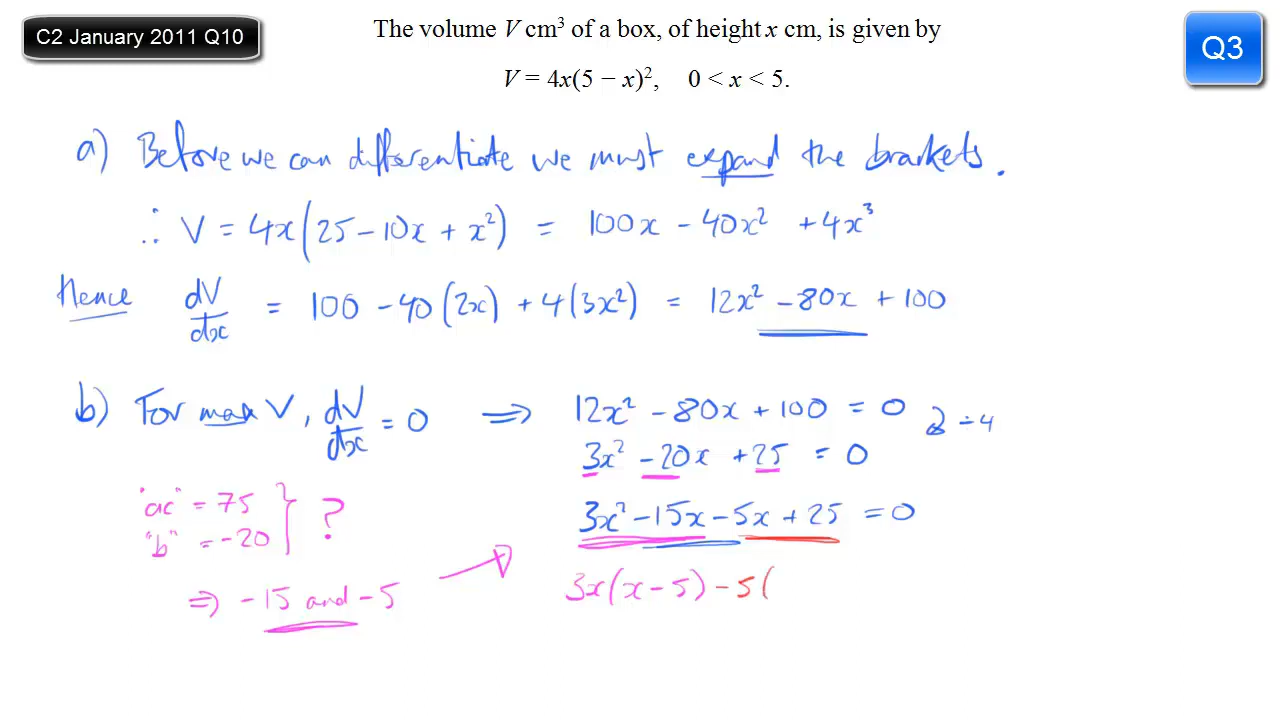 C2 January 2011 Q10
The volume V cm³ of a box, of height x cm, is given by
V = 4x(5 − x)², 0 < x < 5.
Q3
a) Before we can differentiate we must expand the brackets.
∴ V = 4x(25 − 10x + x²) = 100x − 40x² + 4x³
Hence dV/dx = 100 − 40(2x) + 4(3x²) = 12x² − 80x + 100
b) For max V, dV/dx = 0 ⇒ 12x² − 80x + 100 = 0
÷ 4
3x² − 20x + 25 = 0
"ac" = 75
"b" = −20 } ?
3x² − 15x − 5x + 25 = 0
⇒ −15 and −5
3x(x − 5) − 5(